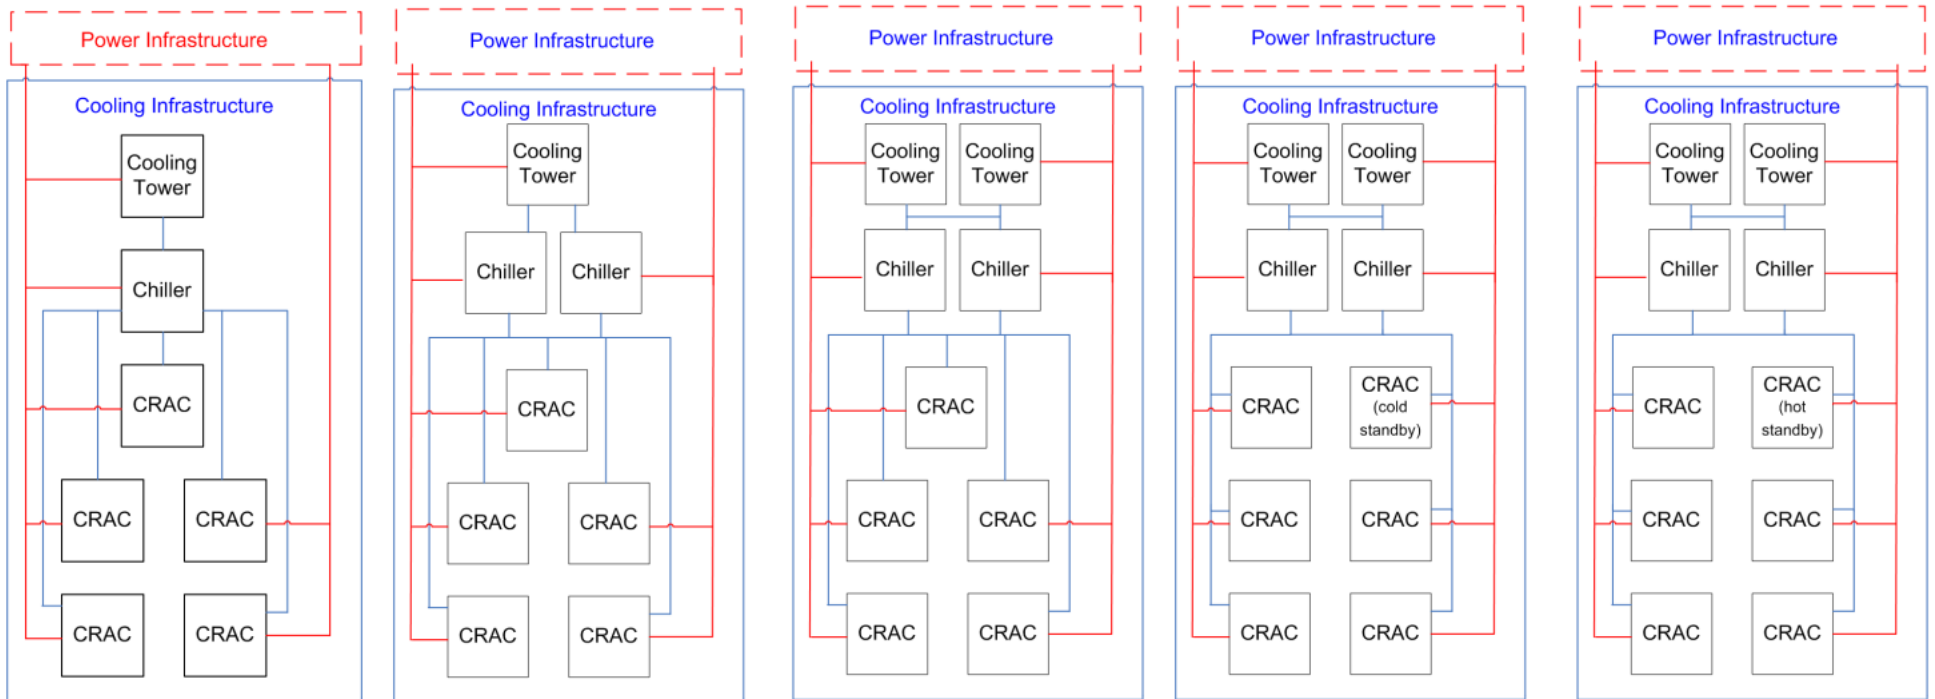 Power Infrastructure
Cooling Infrastructure
Cooling
Tower
Chiller
CRAC
CRAC
CRAC
CRAC
CRAC
Power Infrastructure
Cooling Infrastructure
Cooling
Tower
Chiller
Chiller
CRAC
CRAC
CRAC
CRAC
CRAC
Power Infrastructure
Cooling Infrastructure
Cooling
Tower
Cooling
Tower
Chiller
Chiller
CRAC
CRAC
CRAC
CRAC
CRAC
Power Infrastructure
Cooling Infrastructure
Cooling
Tower
Cooling
Tower
Chiller
Chiller
CRAC
CRAC
(cold
standby)
CRAC
CRAC
CRAC
CRAC
Power Infrastructure
Cooling Infrastructure
Cooling
Tower
Cooling
Tower
Chiller
Chiller
CRAC
CRAC
(hot
standby)
CRAC
CRAC
CRAC
CRAC